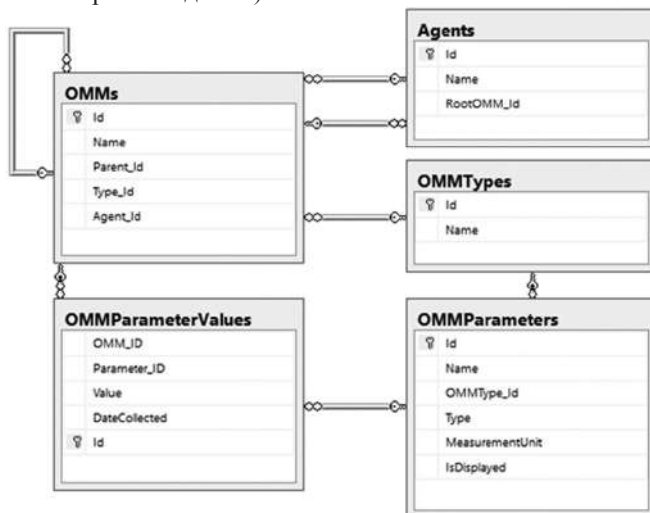 Agents
Id
Name
RootOMM_Id
OMMs
Id
Name
Parent_Id
Type_Id
Agent_Id
OMMTypes
Id
Name
OMMParameterValues
OMM_ID
Parameter_ID
Value
DateCollected
Id
OMMParameters
Id
Name
OMMType_Id
Type
MeasurementUnit
IsDisplayed